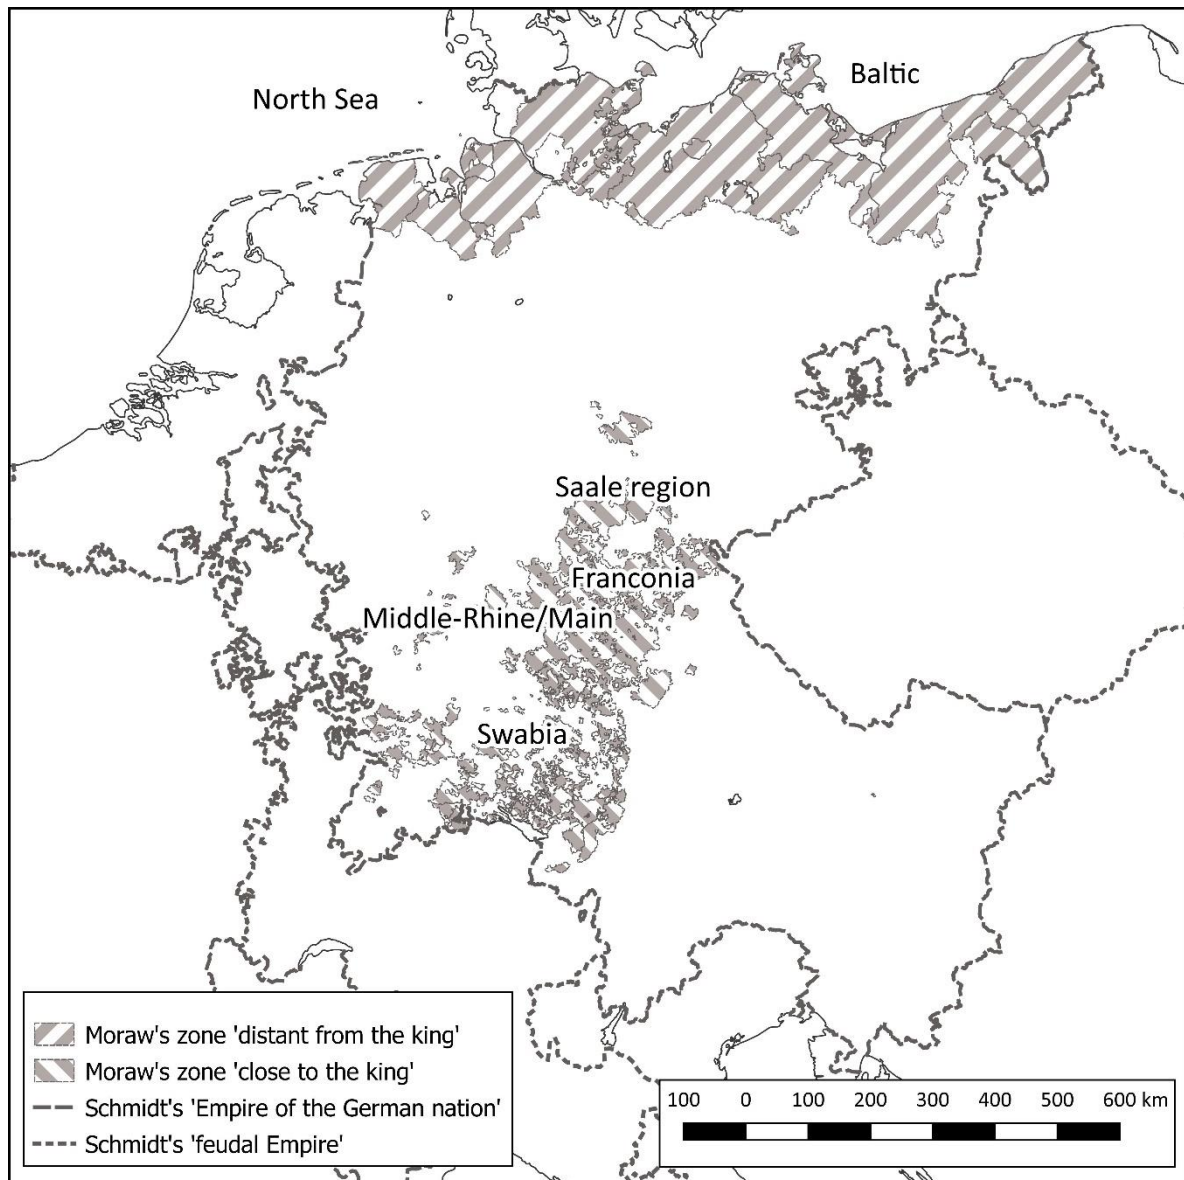 North Sea
Baltic
Saale region
Franconia
Middle-Rhine/Main
Swabia
Moraw's zone 'distant from the king'
Moraw's zone 'close to the king'
Schmidt's 'Empire of the German nation'
Schmidt's 'feudal Empire'
100 0 100 200 300 400 500 600 km